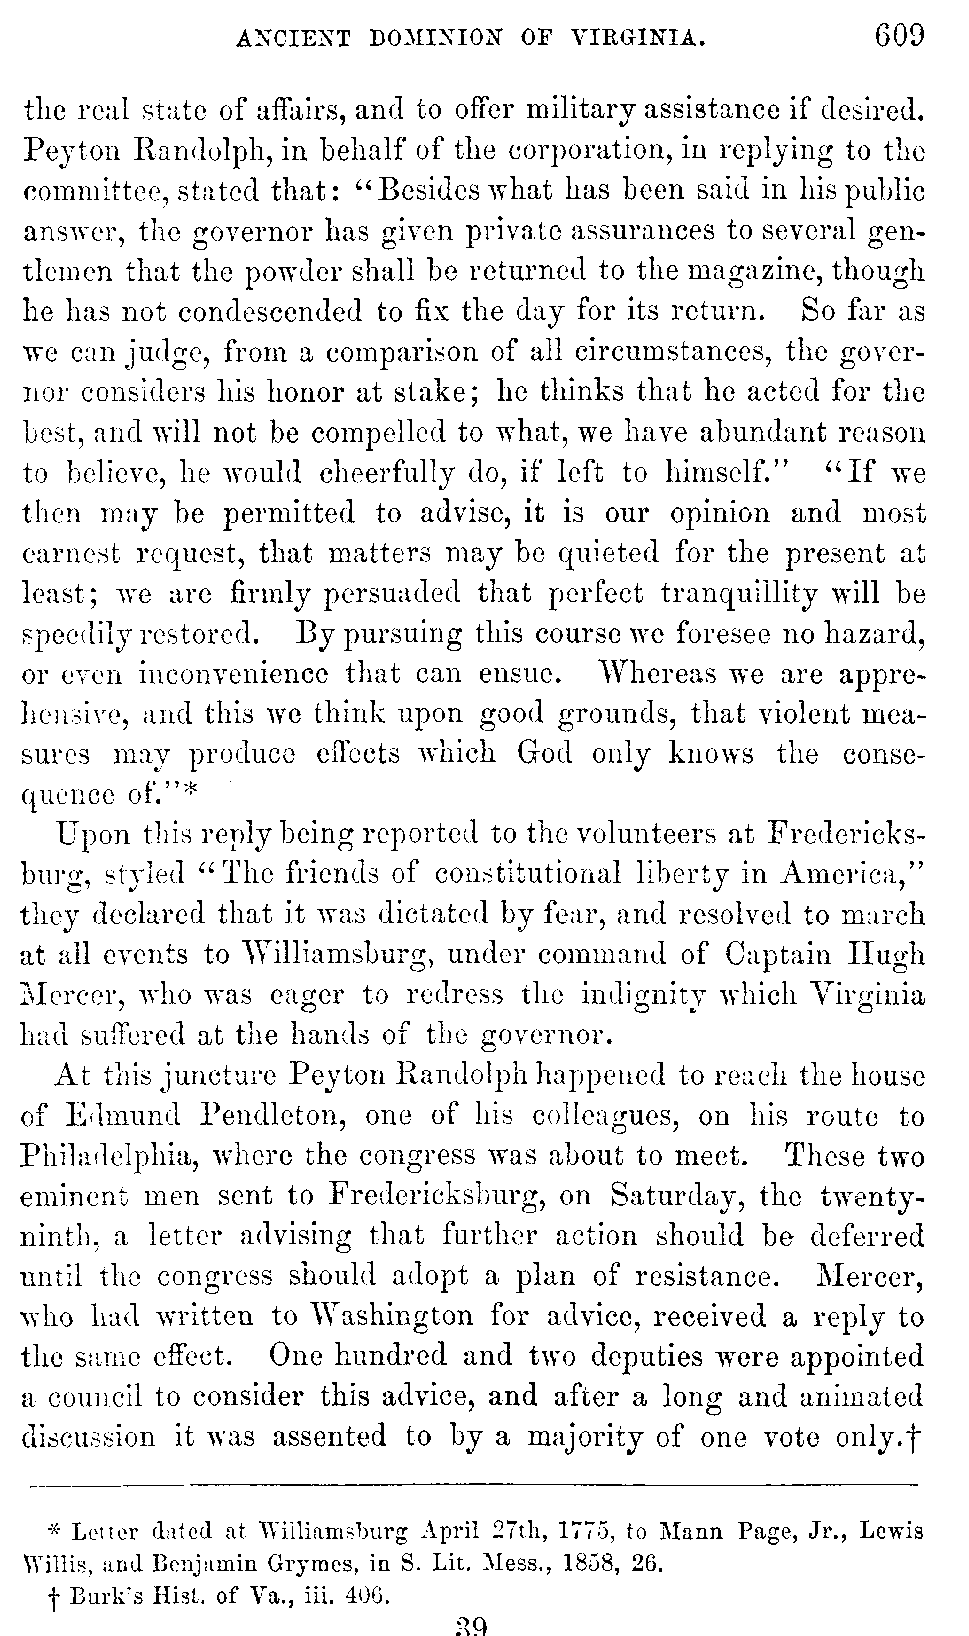 ANCIENT DOMINION OF VIRGINIA. 609
the real state of affairs, and to offer military assistance if desired.
Peyton Randolph, in behalf of the corporation, in replying to the
committee, stated that: “Besides what has been said in his public
answer, the governor has given private assurances to several gen-
tlemen that the powder shall be returned to the magazine, though
he has not condescended to fix the day for its return. So far as
we can judge, from a comparison of all circumstances, the gover-
nor considers his honor at stake; he thinks that he acted for the
best, and will not be compelled to what, we have abundant reason
to believe, he would cheerfully do, if left to himself.” “If we
then may be permitted to advise, it is our opinion and most
earnest request, that matters may be quieted for the present at
least; we are firmly persuaded that perfect tranquillity will be
speedily restored. By pursuing this course we foresee no hazard,
or even inconvenience that can ensue. Whereas we are appre-
hensive, and this we think upon good grounds, that violent mea-
sures may produce effects which God only knows the conse-
quence of.”*
Upon this reply being reported to the volunteers at Fredericks-
burg, styled “The friends of constitutional liberty in America,”
they declared that it was dictated by fear, and resolved to march
at all events to Williamsburg, under command of Captain Hugh
Mercer, who was eager to redress the indignity which Virginia
had suffered at the hands of the governor.
At this juncture Peyton Randolph happened to reach the house
of Edmund Pendleton, one of his colleagues, on his route to
Philadelphia, where the congress was about to meet. These two
eminent men sent to Fredericksburg, on Saturday, the twenty-
ninth, a letter advising that further action should be deferred
until the congress should adopt a plan of resistance. Mercer,
who had written to Washington for advice, received a reply to
the same effect. One hundred and two deputies were appointed
a council to consider this advice, and after a long and animated
discussion it was assented to by a majority of one vote only.†
* Letter dated at Williamsburg April 27th, 1775, to Mann Page, Jr., Lewis
Willis, and Benjamin Grymes, in S. Lit. Mess., 1858, 26.
† Burk's Hist. of Va., iii. 406.
39